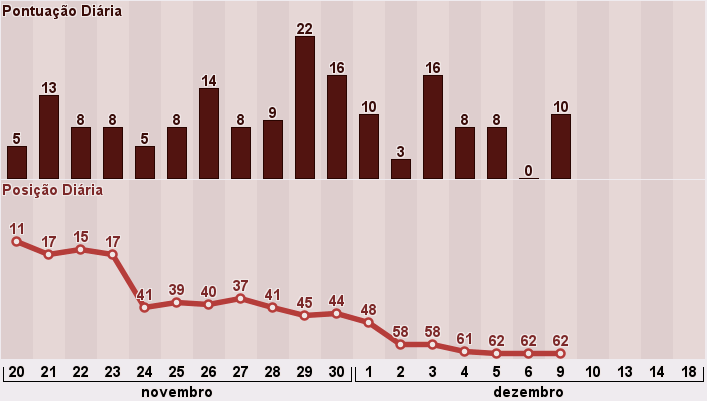 Pontuação Diária
5 13 8 8 5 8 14 8 9 22 16 10 3 16 8 8 0 10
Posição Diária
11 17 15 17 41 39 40 37 41 45 44 48 58 58 61 62 62 62
20 21 22 23 24 25 26 27 28 29 30 1 2 3 4 5 6 9 10 13 14 18
novembro dezembro